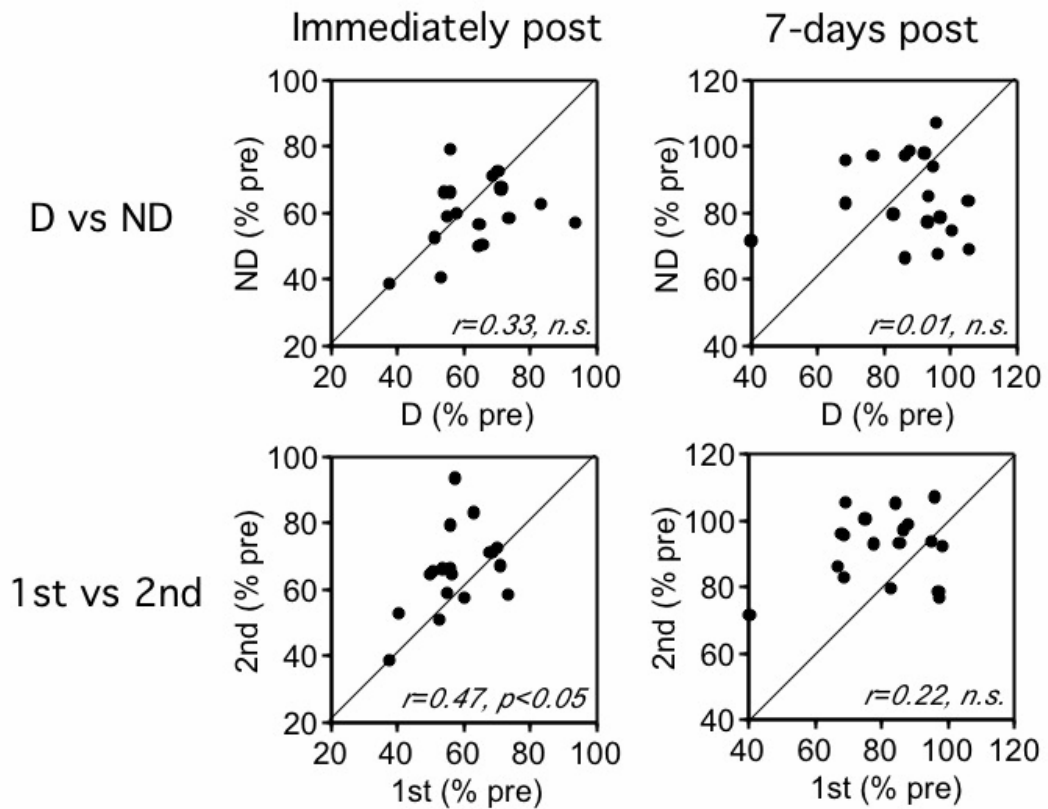 Immediately post
7-days post
D vs ND
ND (% pre)
100
80
60
40
20
r=0.33, n.s.
20 40 60 80 100
D (% pre)
ND (% pre)
120
100
80
60
40
r=0.01, n.s.
40 60 80 100 120
D (% pre)
1st vs 2nd
2nd (% pre)
100
80
60
40
20
r=0.47, p<0.05
20 40 60 80 100
1st (% pre)
2nd (% pre)
120
100
80
60
40
r=0.22, n.s.
40 60 80 100 120
1st (% pre)